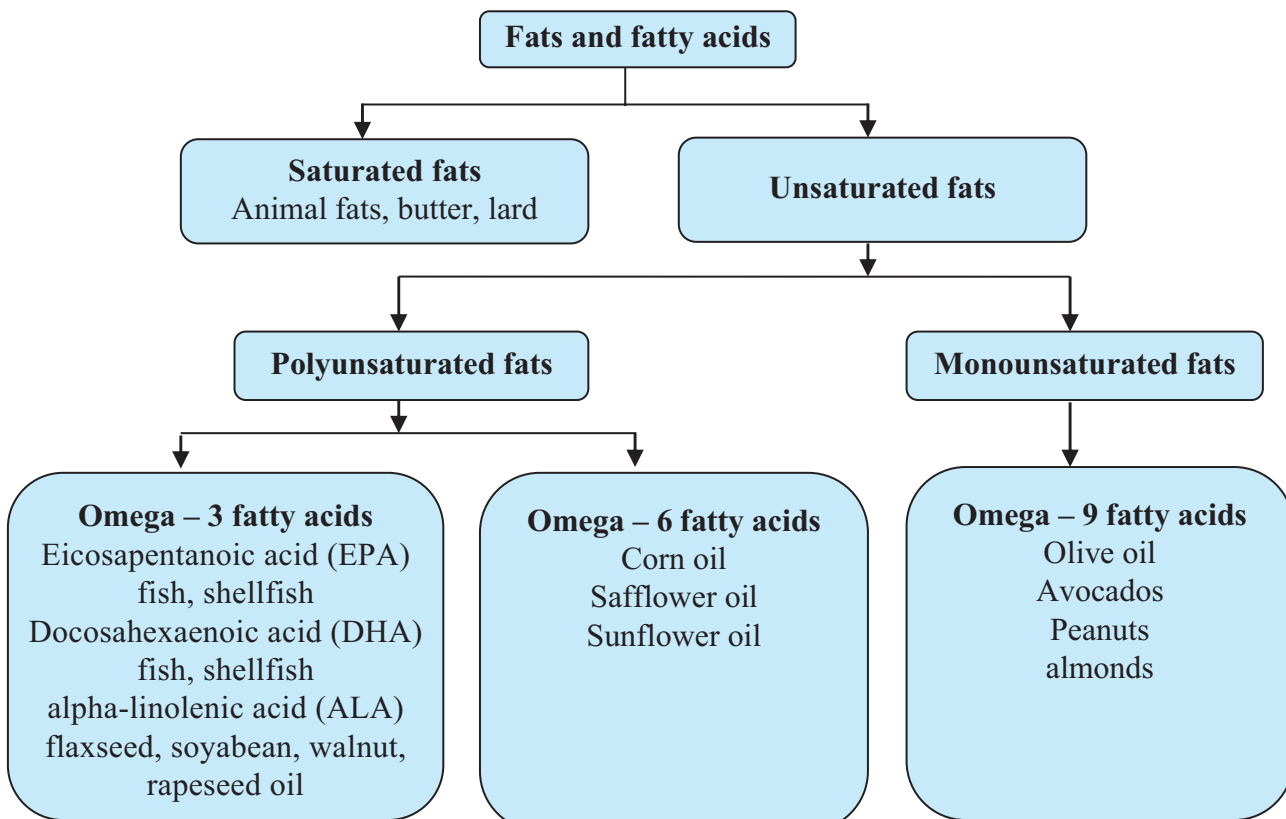 Fats and fatty acids
Saturated fats
Animal fats, butter, lard
Unsaturated fats
Polyunsaturated fats
Monounsaturated fats
Omega – 3 fatty acids
Eicosapentanoic acid (EPA)
fish, shellfish
Docosahexaenoic acid (DHA)
fish, shellfish
alpha-linolenic acid (ALA)
flaxseed, soyabean, walnut,
rapeseed oil
Omega – 6 fatty acids
Corn oil
Safflower oil
Sunflower oil
Omega – 9 fatty acids
Olive oil
Avocados
Peanuts
almonds